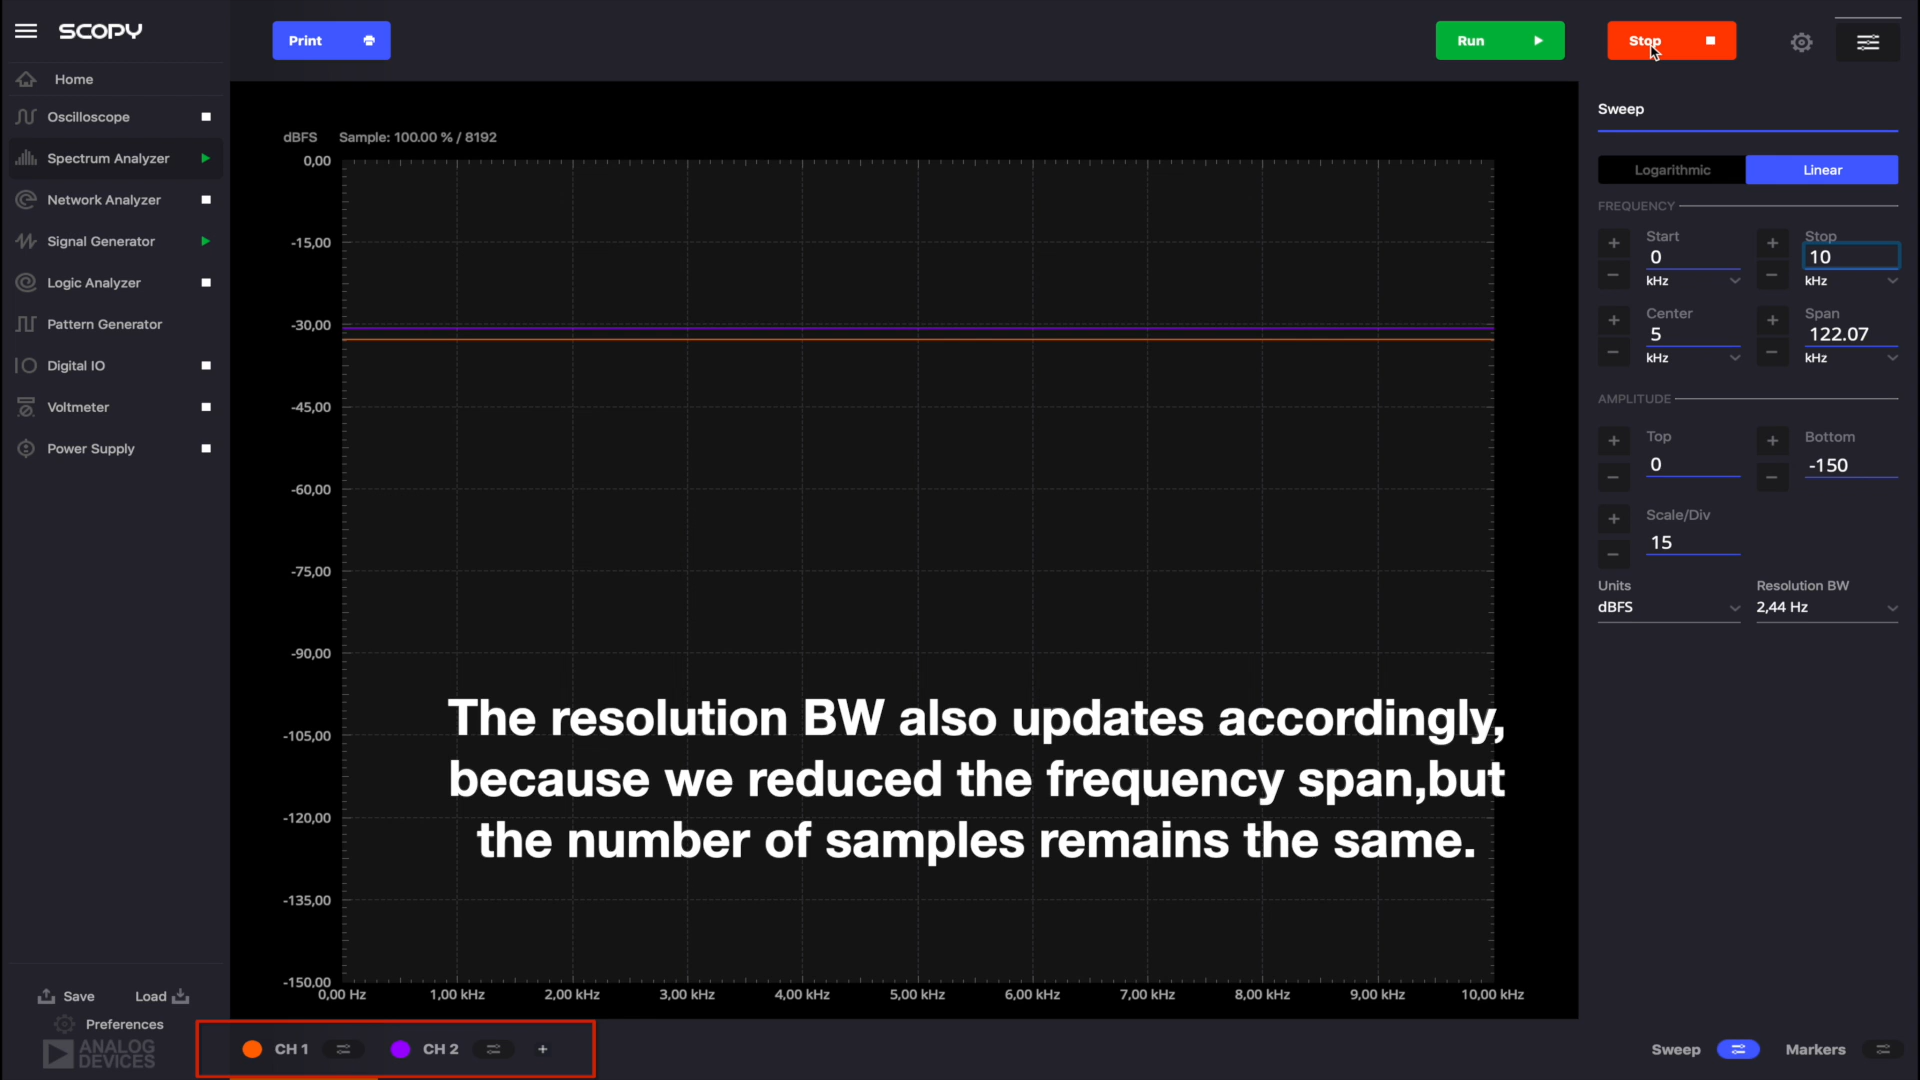 SCOPY
Print
Run
Stop
Home
Oscilloscope
Spectrum Analyzer
Network Analyzer
Signal Generator
Logic Analyzer
Pattern Generator
Digital IO
Voltmeter
Power Supply
Save
Load
Preferences
ANALOG
DEVICES
dBFS Sample: 100.00 % / 8192
0,00
-15,00
-30,00
-45,00
-60,00
-75,00
-90,00
-105,00
-120,00
-135,00
-150,00
0,00 Hz 1,00 kHz 2,00 kHz 3,00 kHz 4,00 kHz 5,00 kHz 6,00 kHz 7,00 kHz 8,00 kHz 9,00 kHz 10,00 kHz
The resolution BW also updates accordingly,
because we reduced the frequency span,but
the number of samples remains the same.
CH 1
CH 2
+
Sweep
Logarithmic Linear
FREQUENCY
+ Start + Stop
0 10
- kHz - kHz
+ Center + Span
5 122.07
- kHz - kHz
AMPLITUDE
+ Top + Bottom
0 -150
- -
+ Scale/Div
15
-
Units Resolution BW
dBFS 2,44 Hz
Sweep
Markers